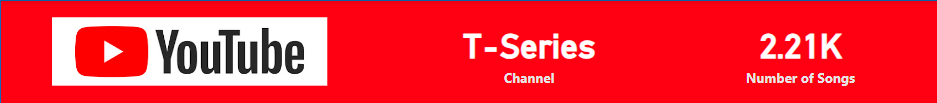 YouTube
T-Series
Channel
2.21K
Number of Songs